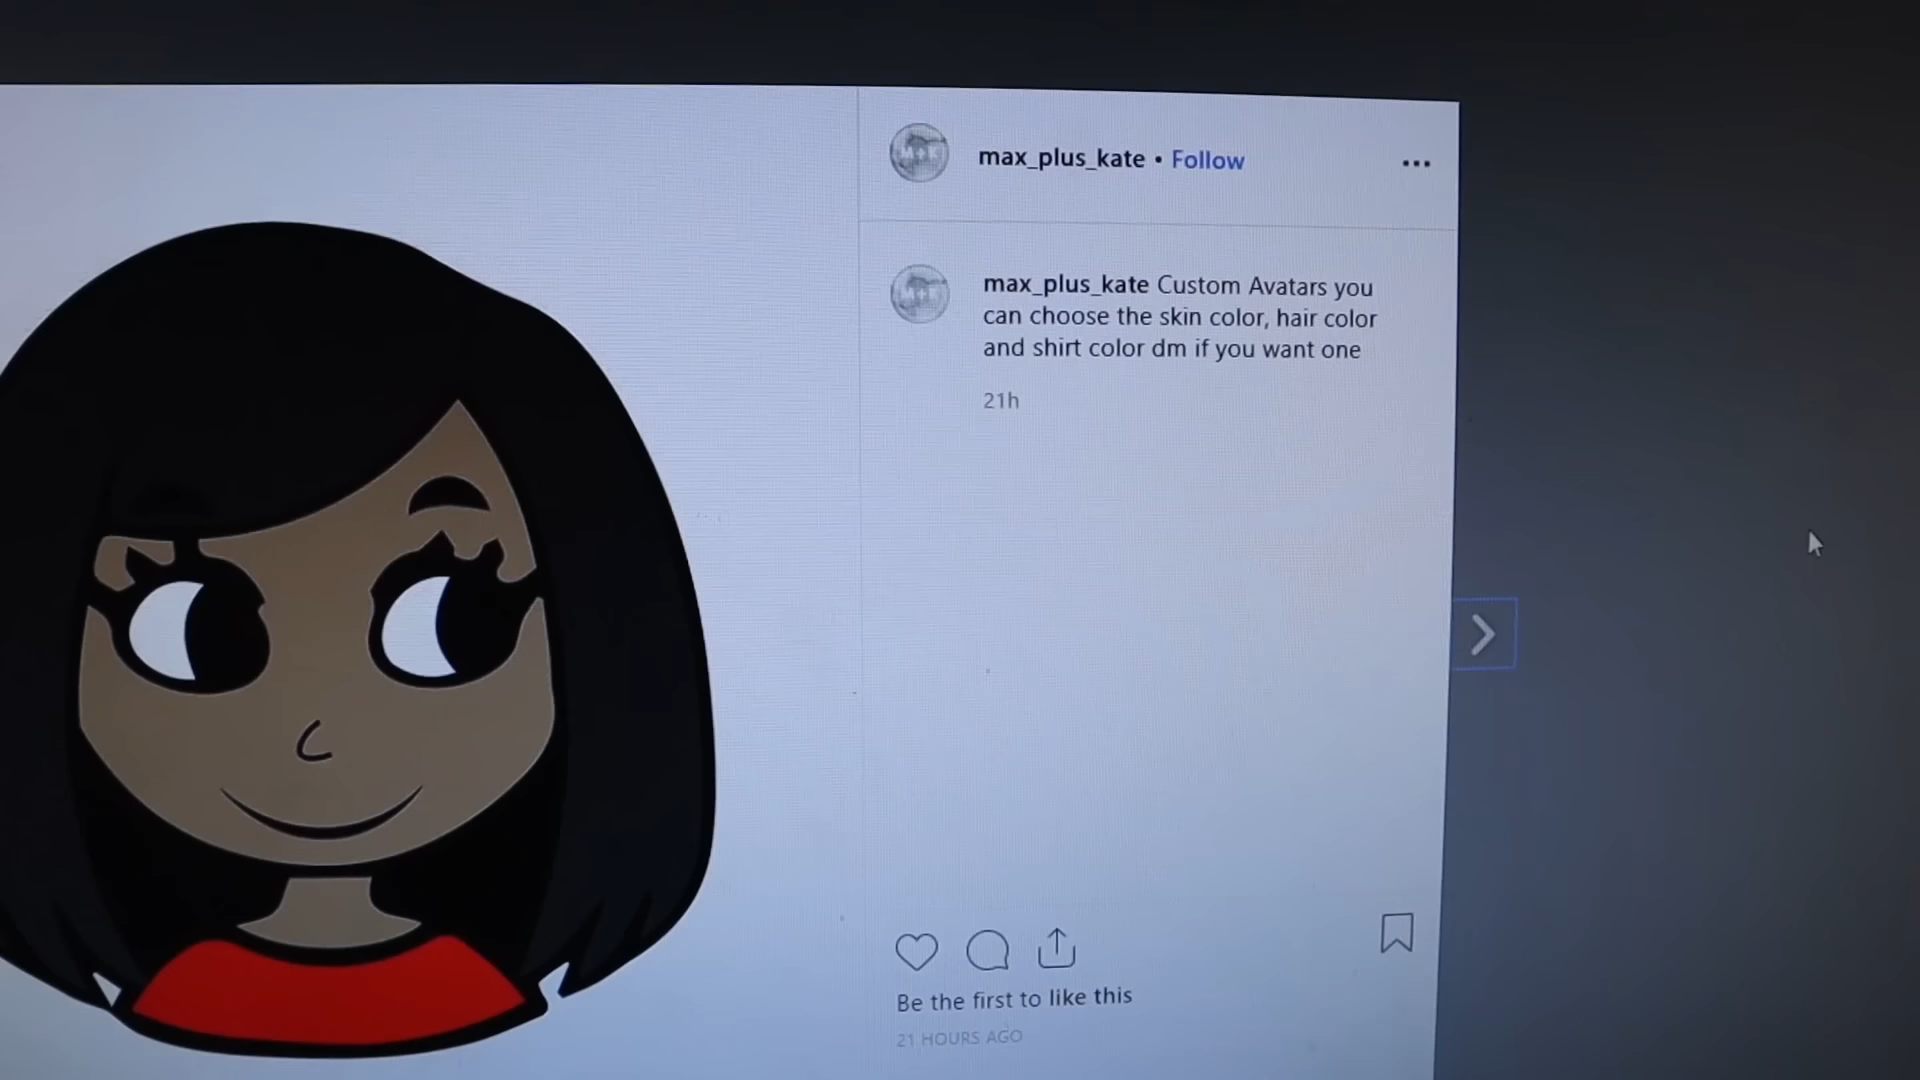 max_plus_kate • Follow
max_plus_kate Custom Avatars you
can choose the skin color, hair color
and shirt color dm if you want one
21h
Be the first to like this
21 HOURS AGO